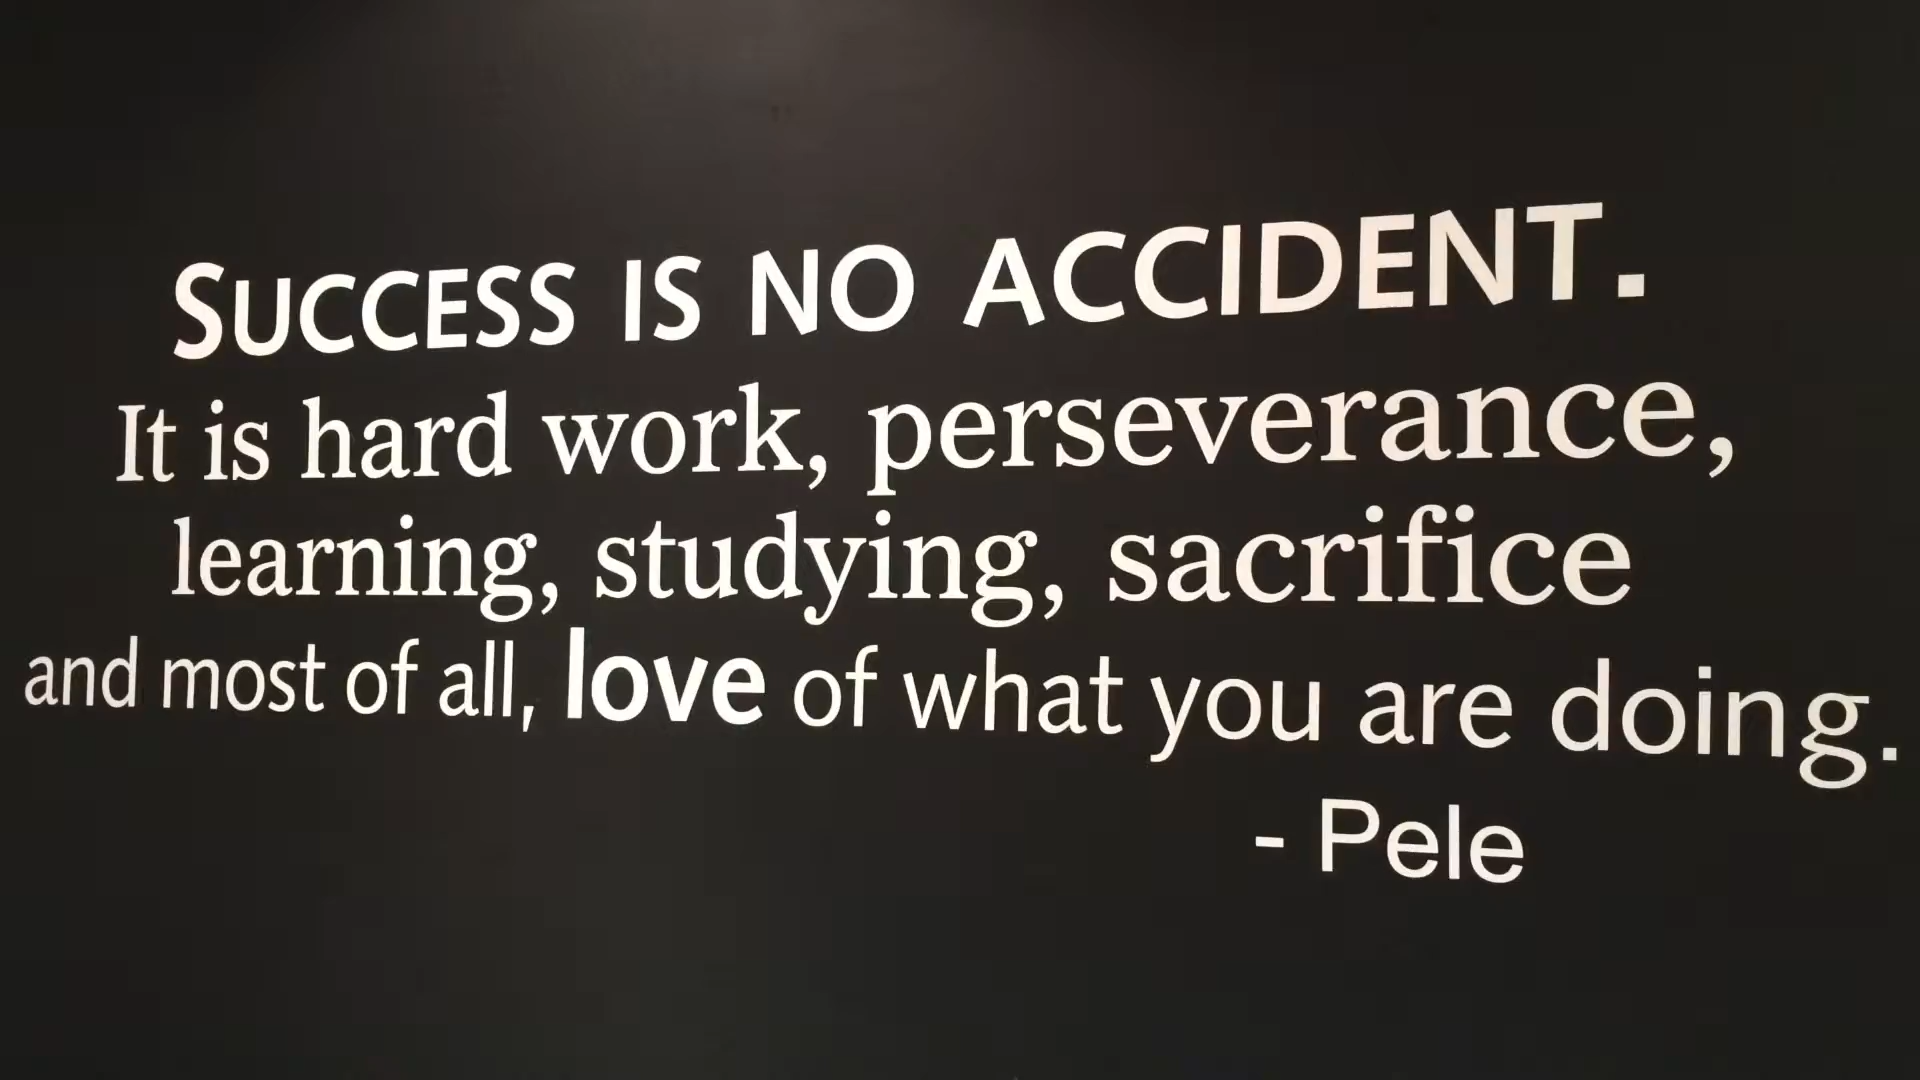 SUCCESS IS NO ACCIDENT.
It is hard work, perseverance,
learning, studying, sacrifice
and most of all, love of what you are doing.
- Pele